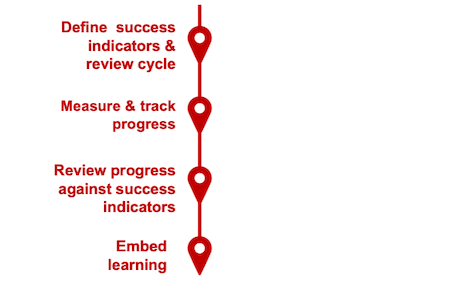 Define success
indicators &
review cycle
Measure & track
progress
Review progress
against success
indicators
Embed
learning